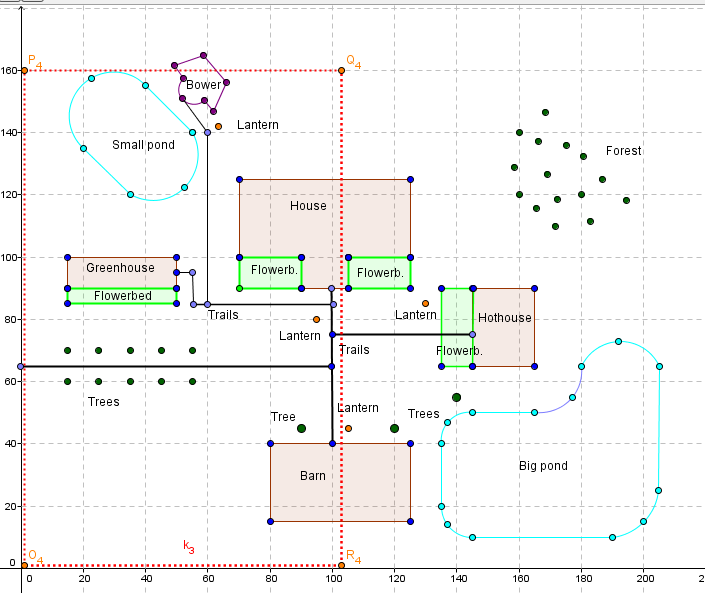 P4
Q4
160
Bower
Lantern
140
Small pond
Forest
120
House
100
Greenhouse
Flowerb.
Flowerb.
Flowerbed
80
Trails
Lantern
Lantern
Hothouse
Trails
Flowerb.
60
Trees
Tree
Lantern
Trees
40
Barn
Big pond
20
k3
O4
R4
0
0 20 40 60 80 100 120 140 160 180 200